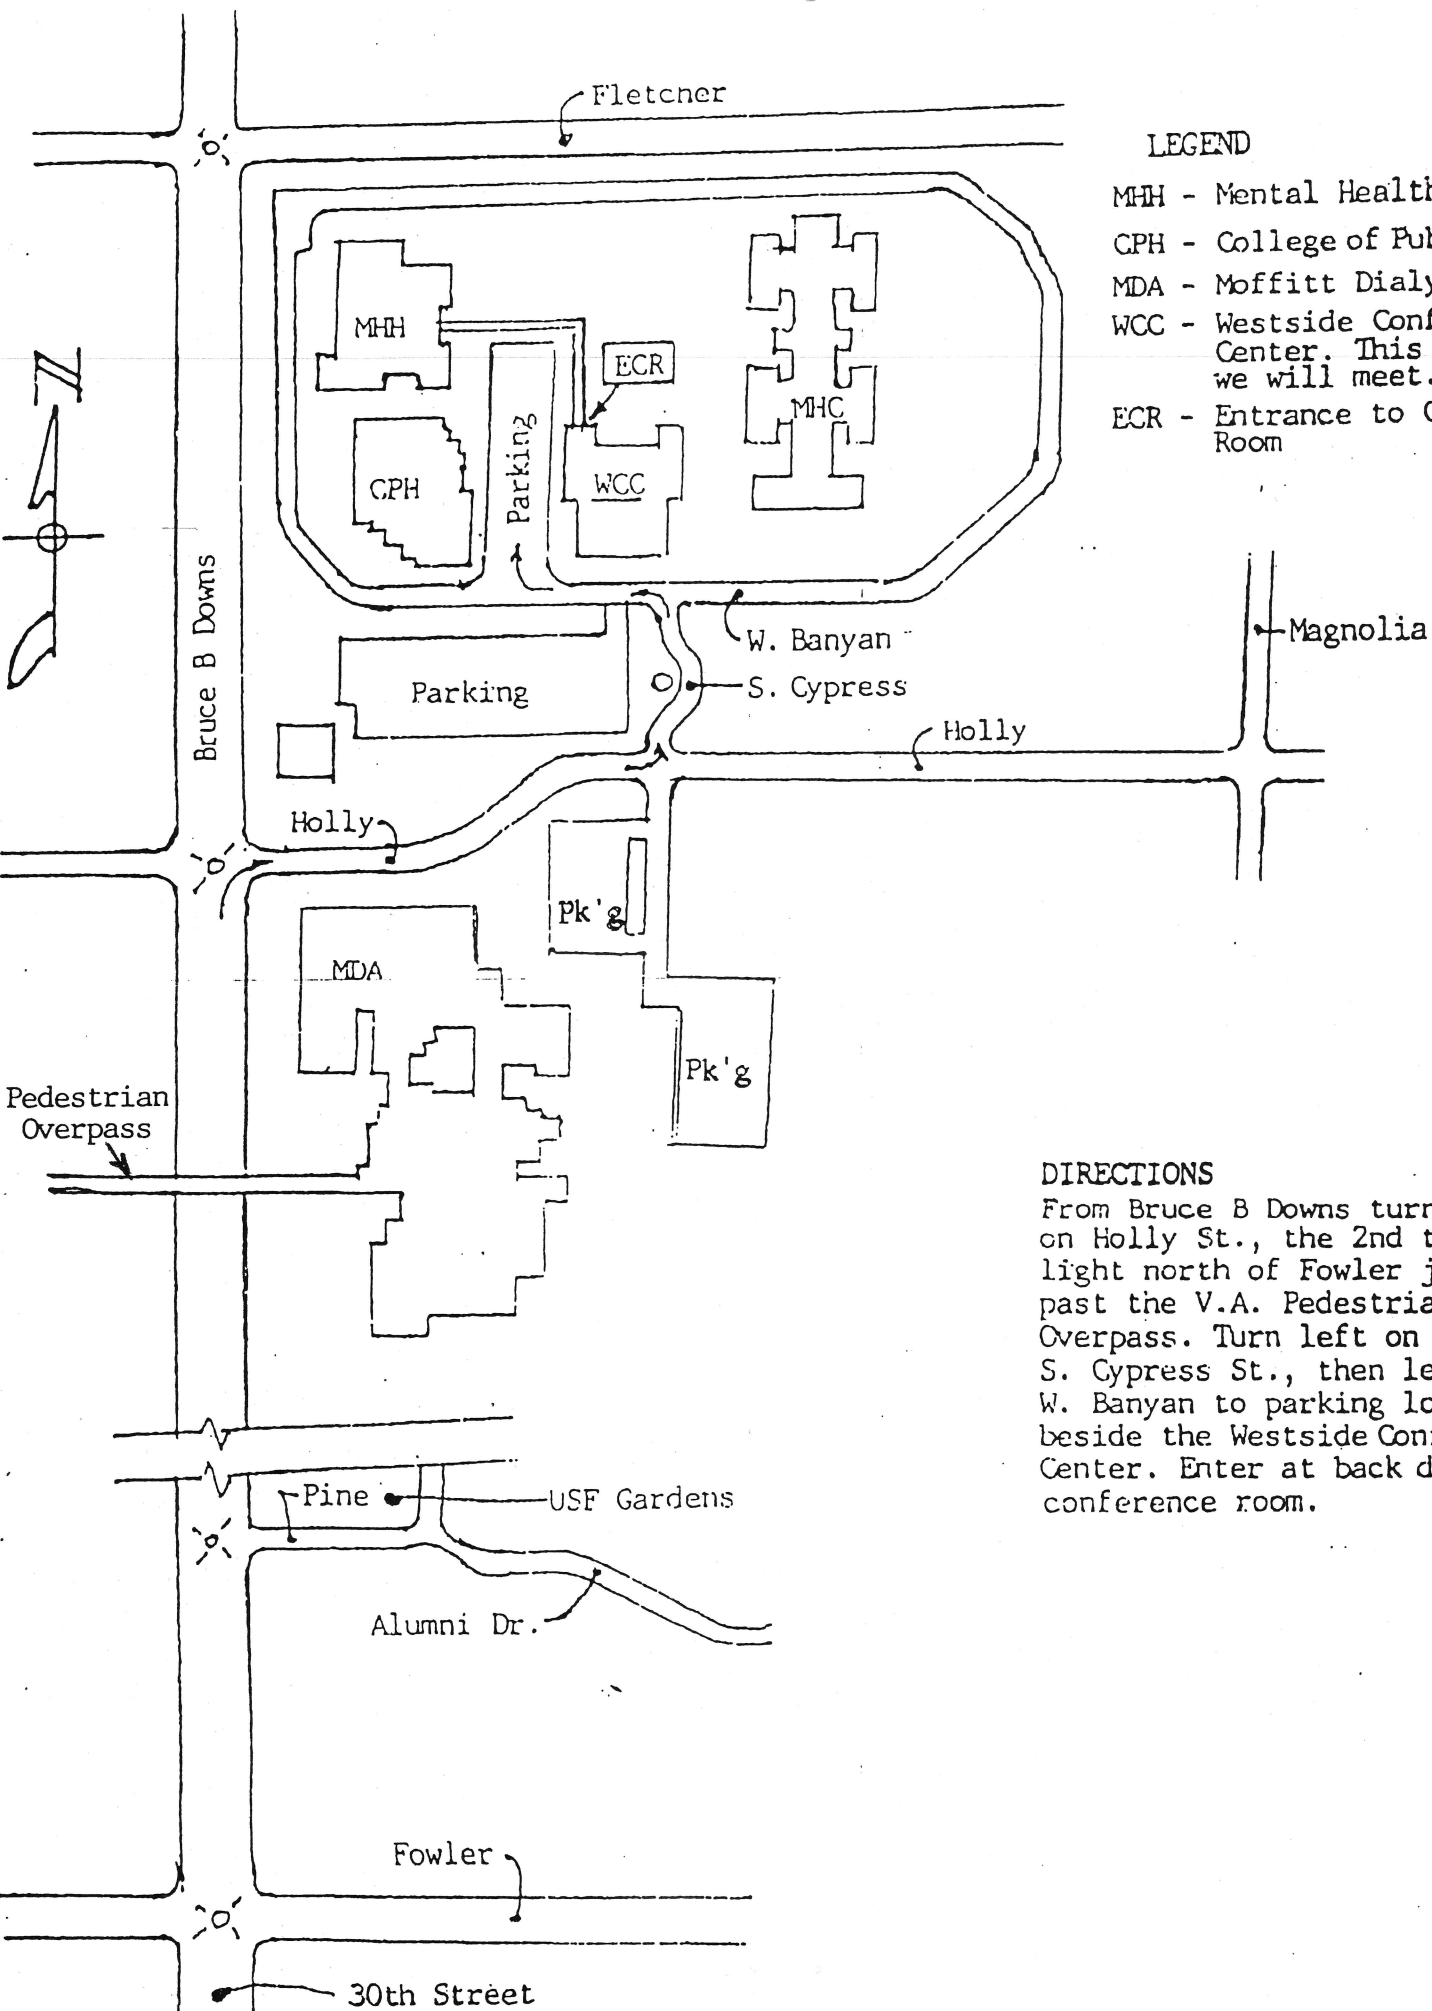 Fletcher
LEGEND
MHH - Mental Health
CPH - College of Pub
MDA - Moffitt Dialy
WCC - Westside Conf
Center. This
we will meet.
ECR - Entrance to C
Room
N
MHH
ECR
MHC
Parking
CPH
WCC
Bruce B Downs
W. Banyan
Magnolia
Parking
S. Cypress
Holly
Holly
Pk'g
MDA
Pk'g
Pedestrian
Overpass
DIRECTIONS
From Bruce B Downs turn
on Holly St., the 2nd t
light north of Fowler j
past the V.A. Pedestria
Overpass. Turn left on
S. Cypress St., then le
W. Banyan to parking lo
beside the Westside Con
Center. Enter at back d
conference room.
Pine
USF Gardens
Alumni Dr.
Fowler
30th Street